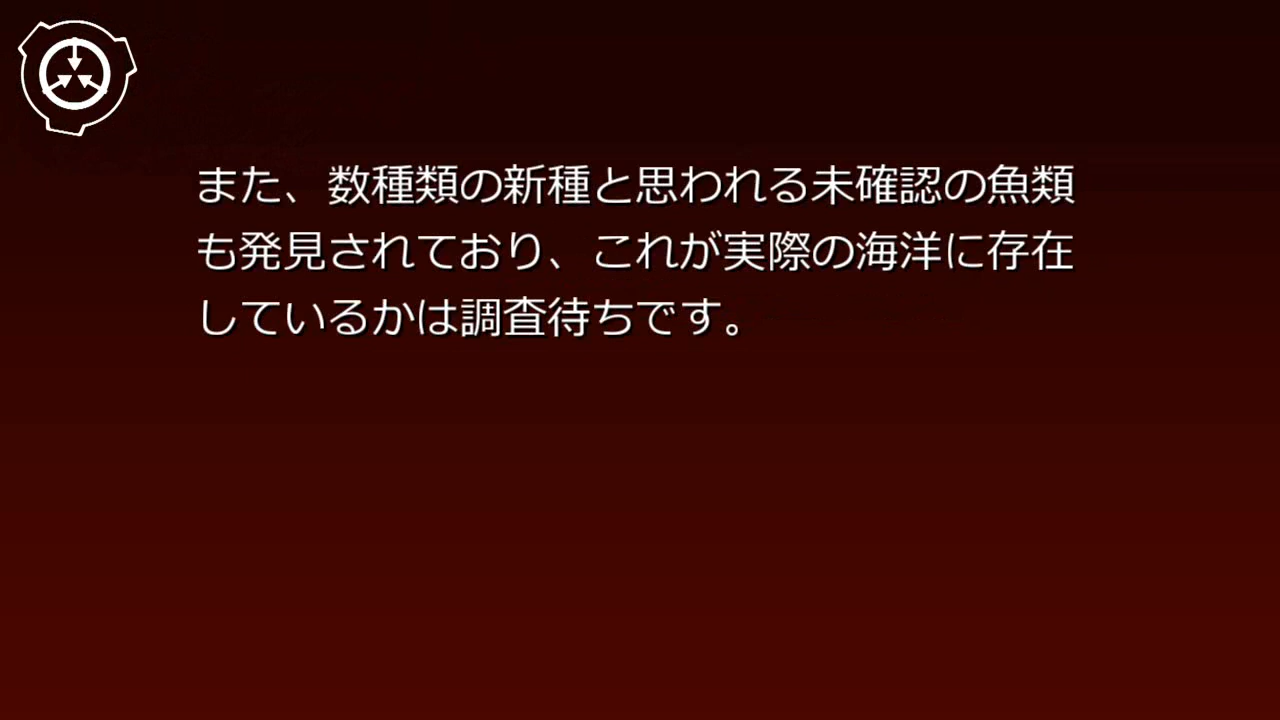 また、数種類の新種と思われる未確認の魚類
も発見されており、これが実際の海洋に存在
しているかは調査待ちです。